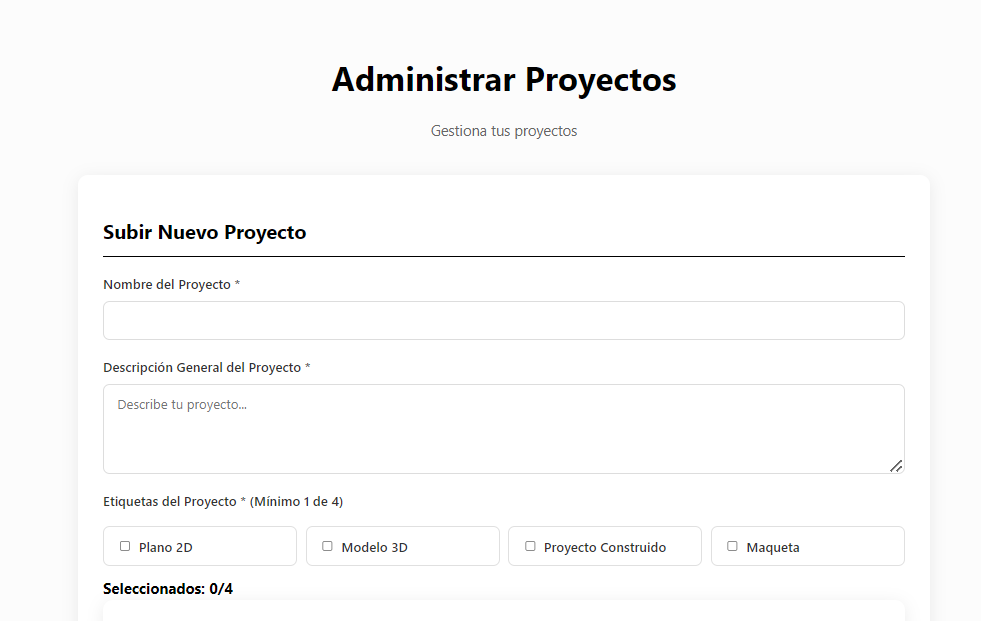 Administrar Proyectos
Gestiona tus proyectos
Subir Nuevo Proyecto
Nombre del Proyecto *
Descripción General del Proyecto *
Describe tu proyecto...
Etiquetas del Proyecto * (Mínimo 1 de 4)
Plano 2D Modelo 3D Proyecto Construido Maqueta
Seleccionados: 0/4